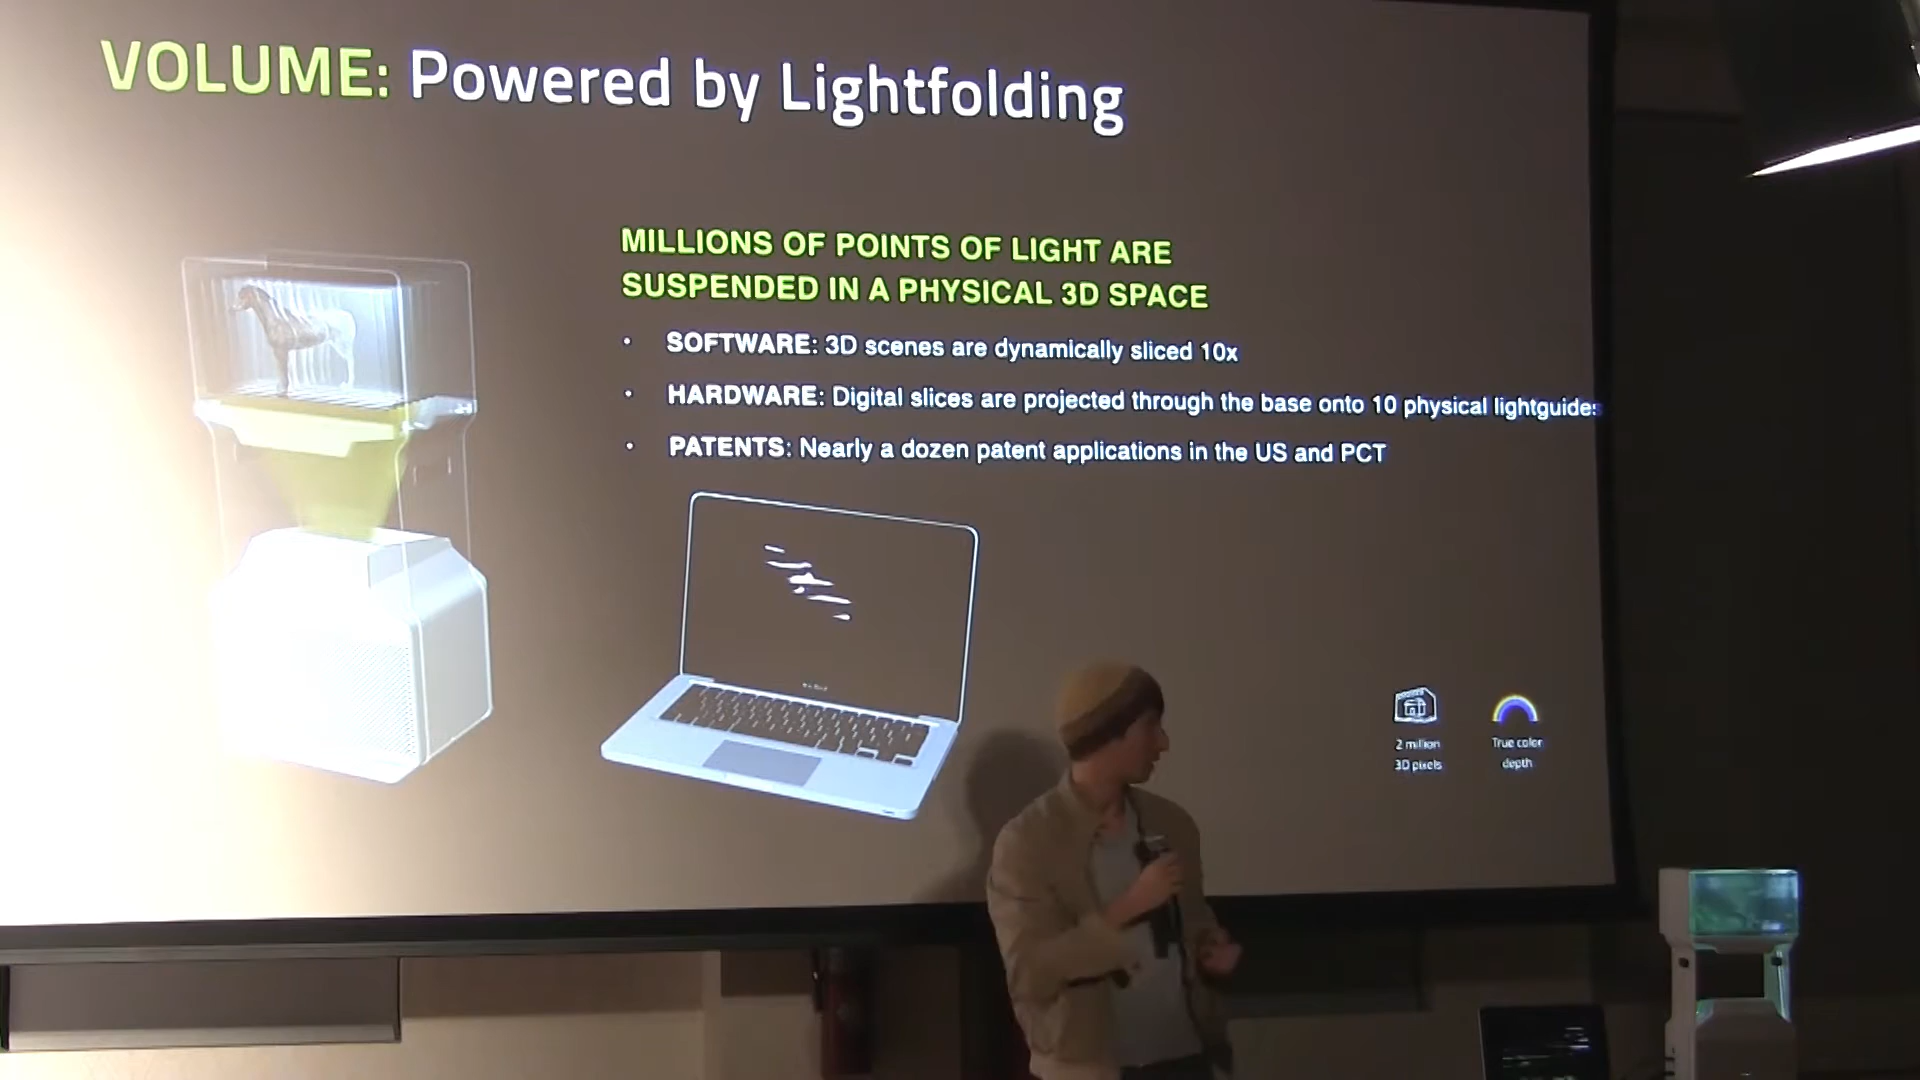 VOLUME: Powered by Lightfolding
MILLIONS OF POINTS OF LIGHT ARE
SUSPENDED IN A PHYSICAL 3D SPACE
• SOFTWARE: 3D scenes are dynamically sliced 10x
• HARDWARE: Digital slices are projected through the base onto 10 physical lightguides
• PATENTS: Nearly a dozen patent applications in the US and PCT
2 million
3D pixels
True color
depth